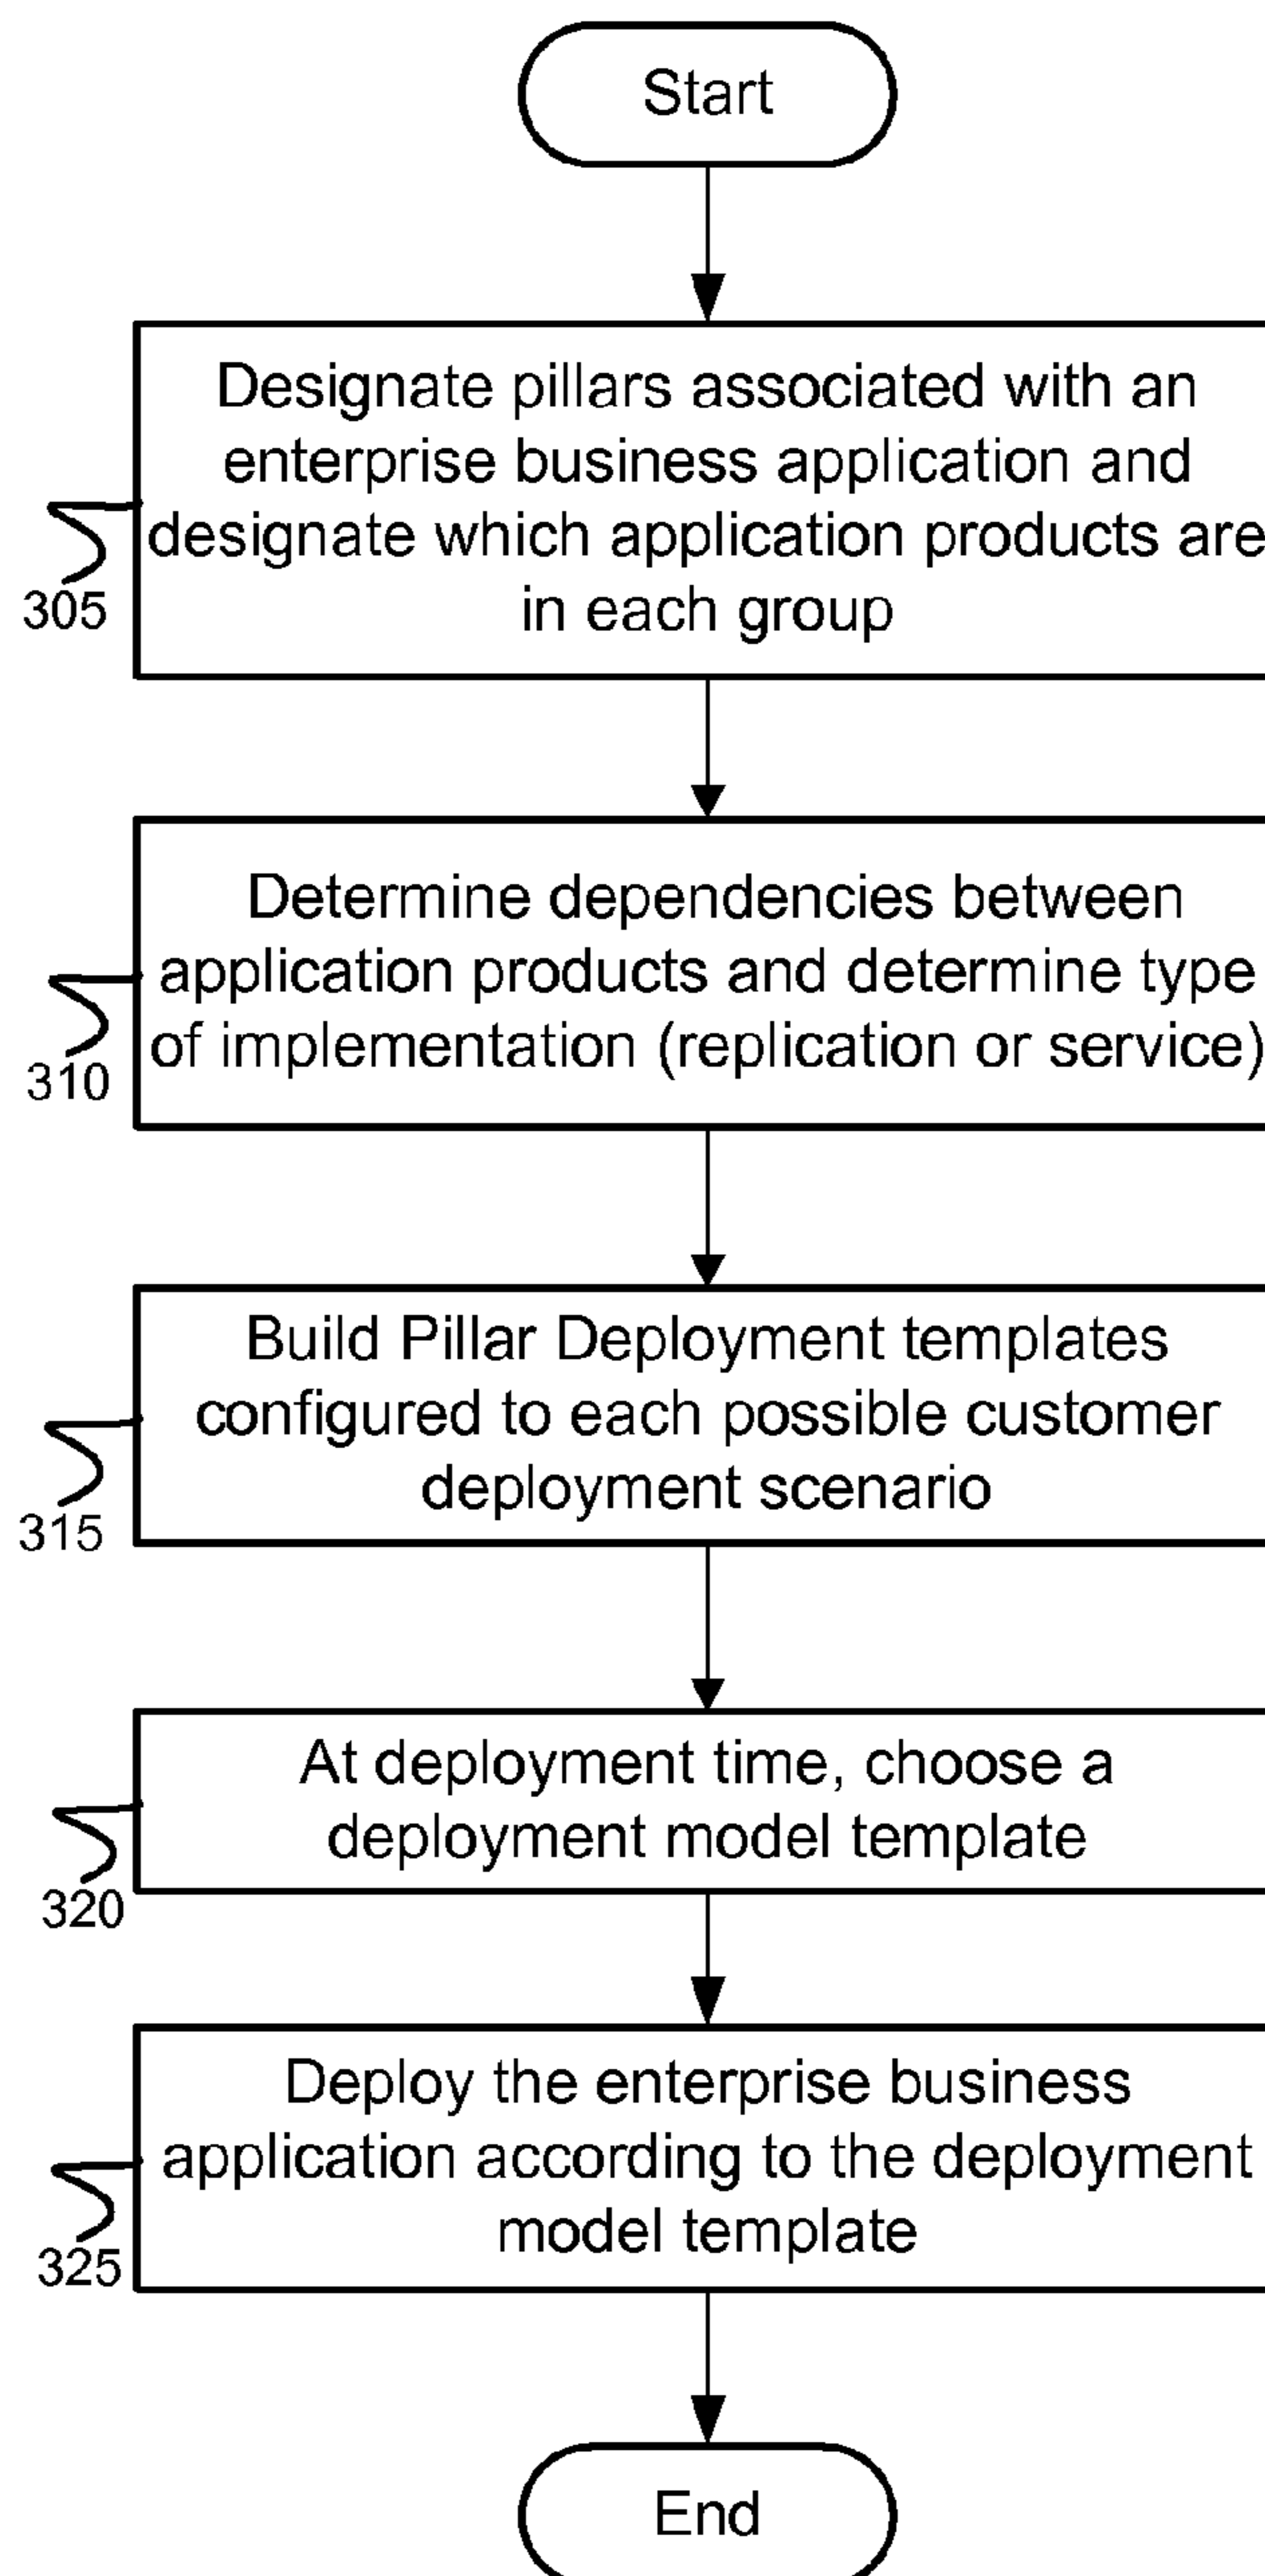 Start
Designate pillars associated with an
enterprise business application and
designate which application products are
in each group
305
Determine dependencies between
application products and determine type
of implementation (replication or service)
310
Build Pillar Deployment templates
configured to each possible customer
deployment scenario
315
At deployment time, choose a
deployment model template
320
Deploy the enterprise business
application according to the deployment
model template
325
End